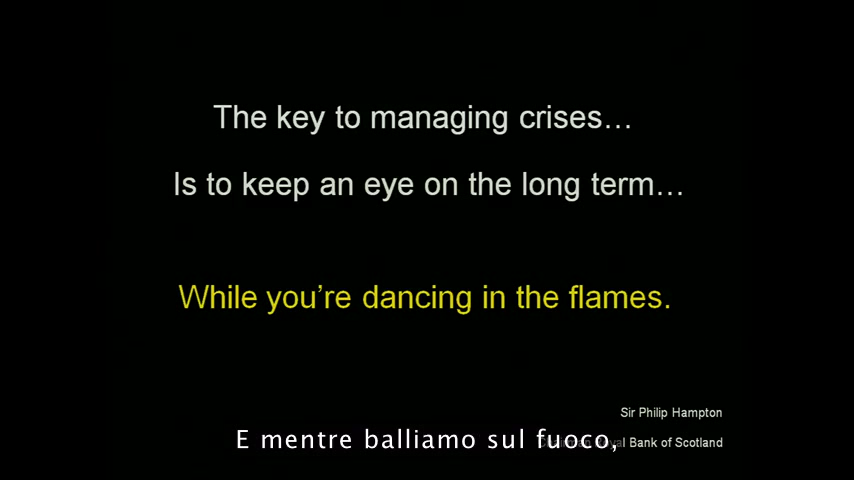 The key to managing crises…
Is to keep an eye on the long term…
While you're dancing in the flames.
Sir Philip Hampton
E mentre balliamo sul fuoco,
Bank of Scotland